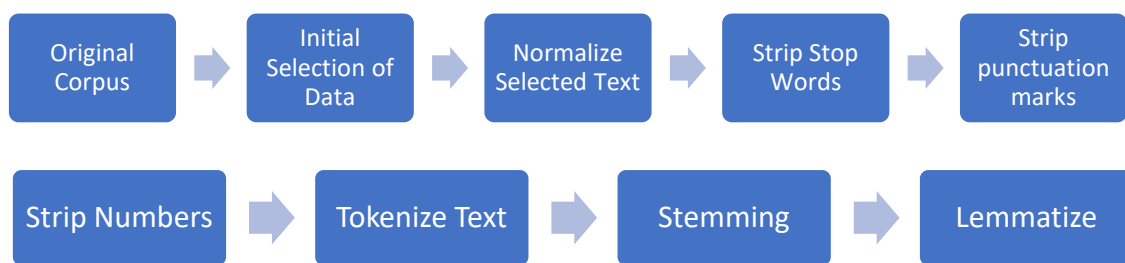 Original
Corpus
Initial
Selection of
Data
Normalize
Selected Text
Strip Stop
Words
Strip
punctuation
marks
Strip Numbers
Tokenize Text
Stemming
Lemmatize